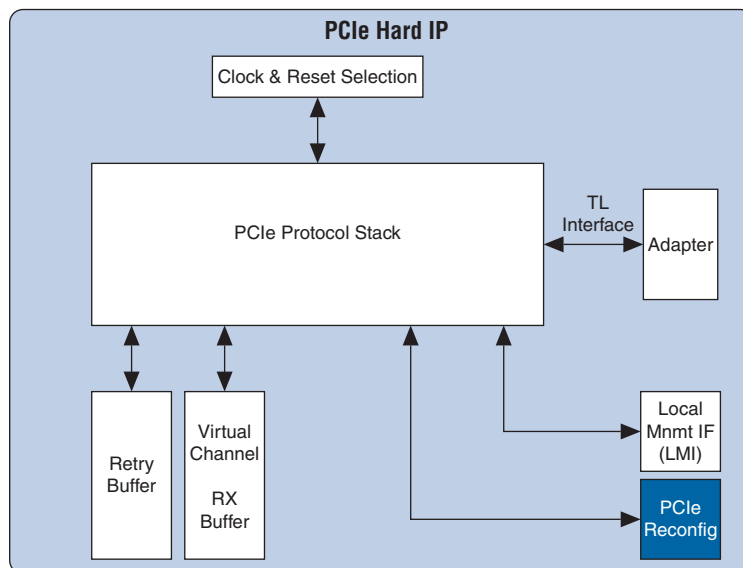 PCIe Hard IP
Clock & Reset Selection
PCIe Protocol Stack
TL
Interface
Adapter
Retry
Buffer
Virtual
Channel
RX
Buffer
Local
Mnmt IF
(LMI)
PCIe
Reconfig